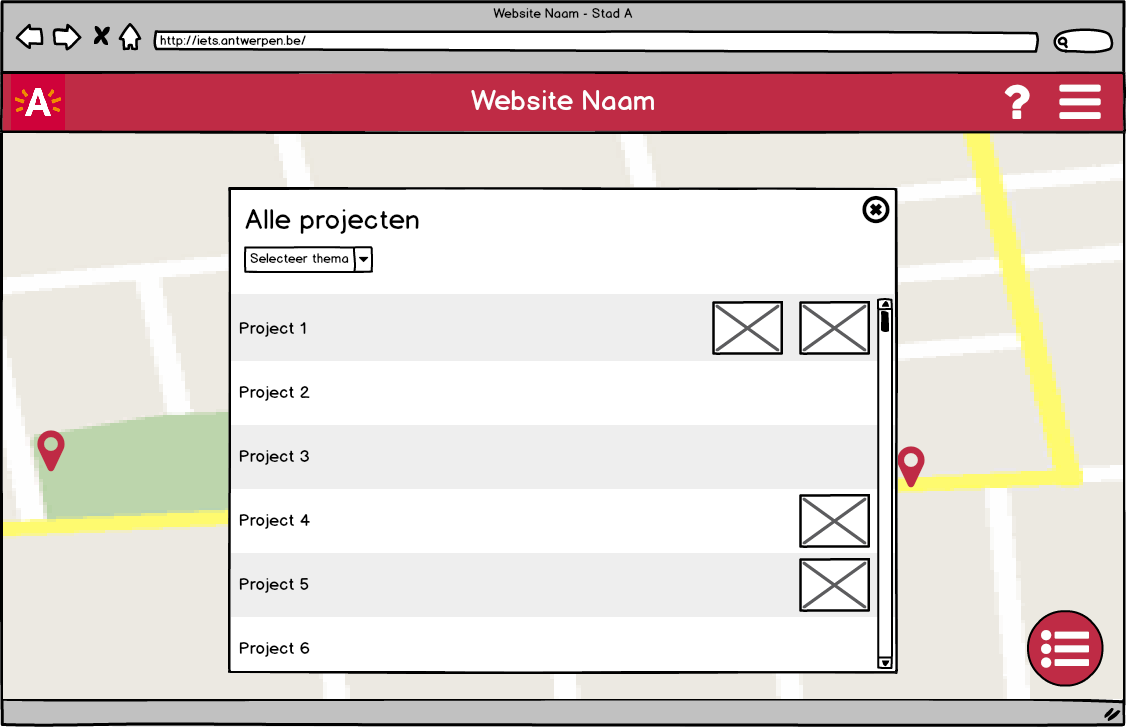 Website Naam - Stad A
http://iets.antwerpen.be/
A
Website Naam
?
Alle projecten
Selecteer thema
Project 1
Project 2
Project 3
Project 4
Project 5
Project 6